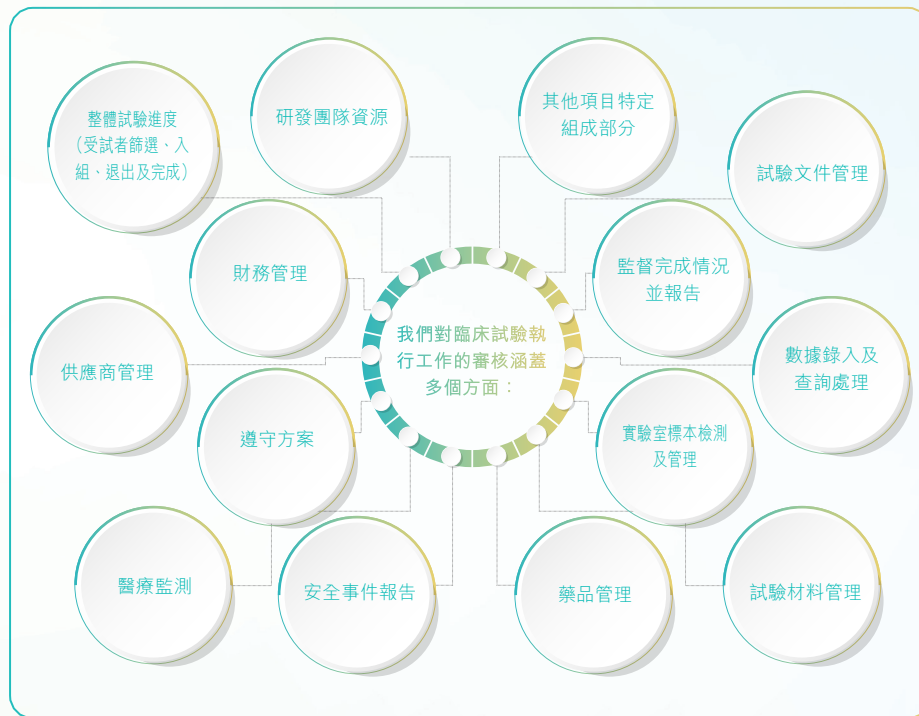 整體試驗進度
（受試者篩選、入
組、退出及完成）
研發團隊資源
其他項目特定
組成部分
試驗文件管理
財務管理
監督完成情況
並報告
供應商管理
我們對臨床試驗執
行工作的審核涵蓋
多個方面：
數據錄入及
查詢處理
遵守方案
實驗室標本檢測
及管理
醫療監測
安全事件報告
藥品管理
試驗材料管理